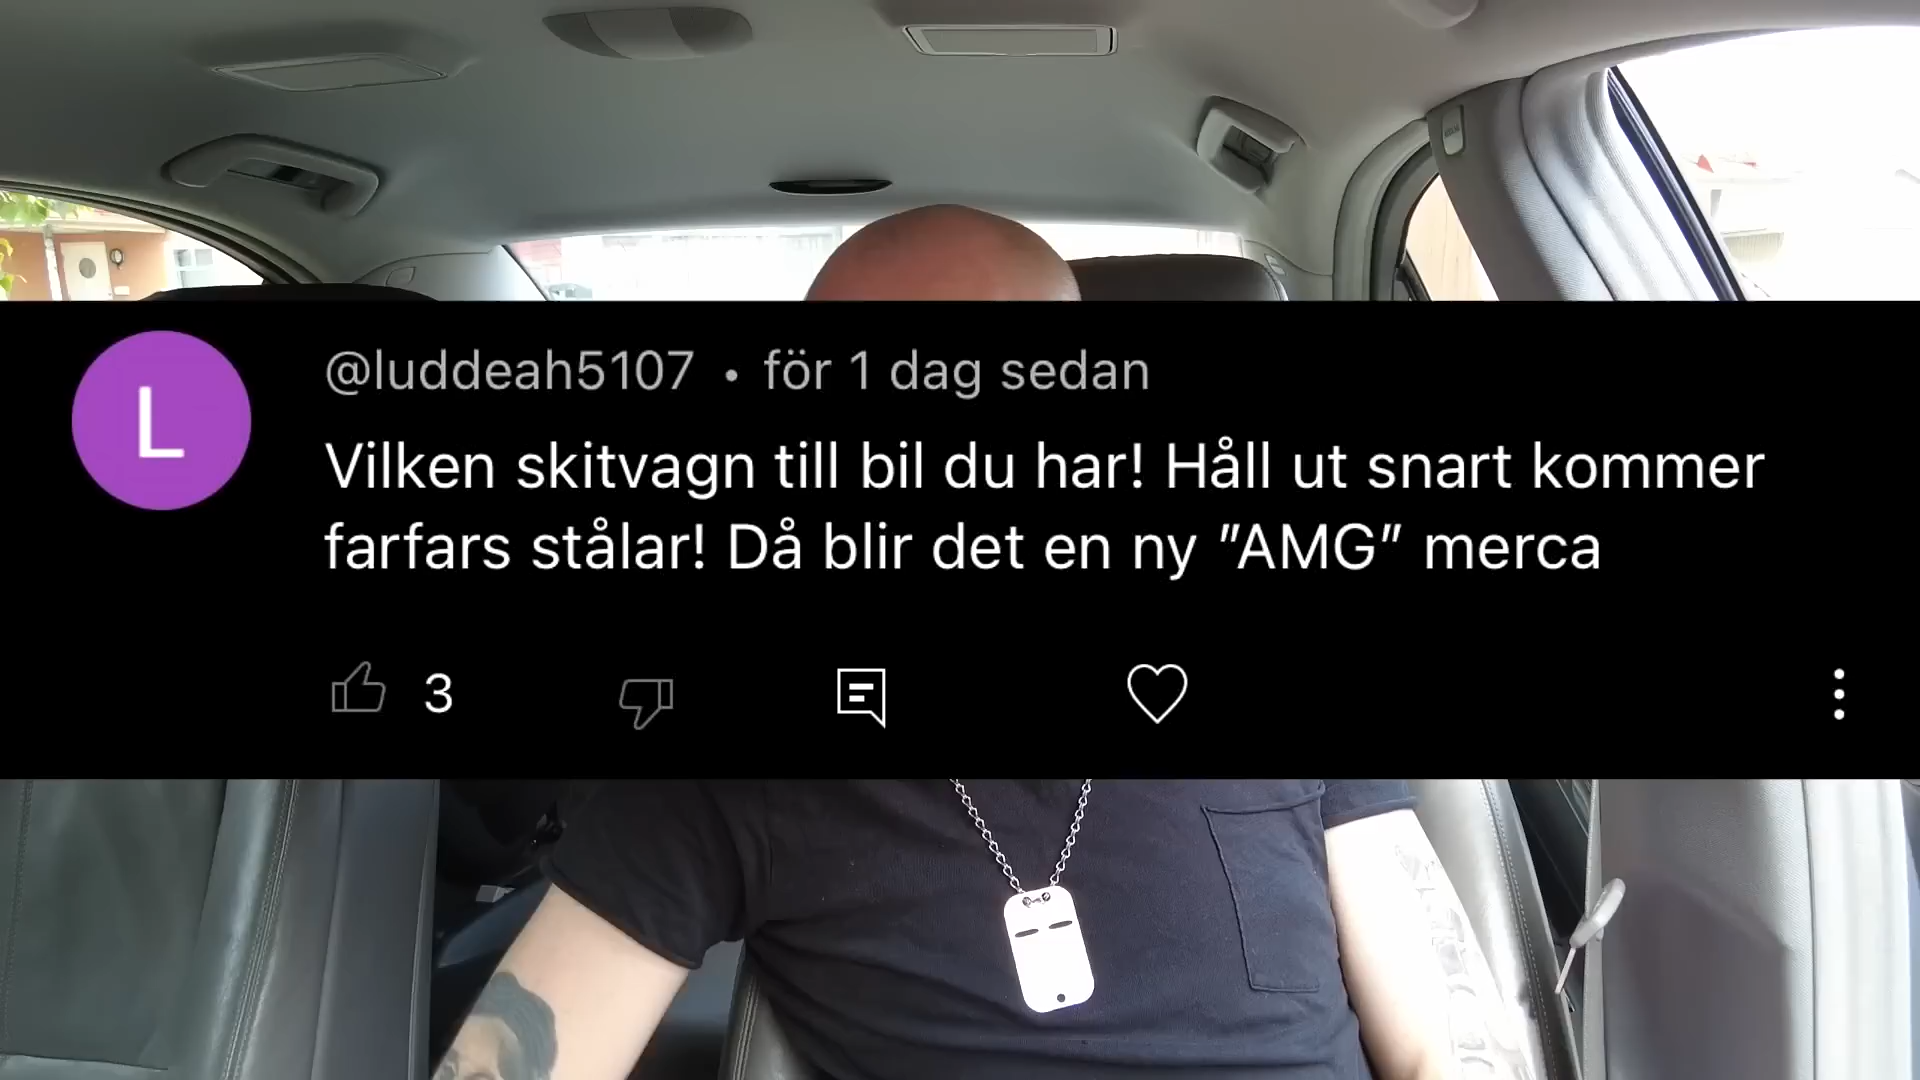 L
@luddeah5107 • för 1 dag sedan
Vilken skitvagn till bil du har! Håll ut snart kommer
farfars stålar! Då blir det en ny ”AMG” merca
3